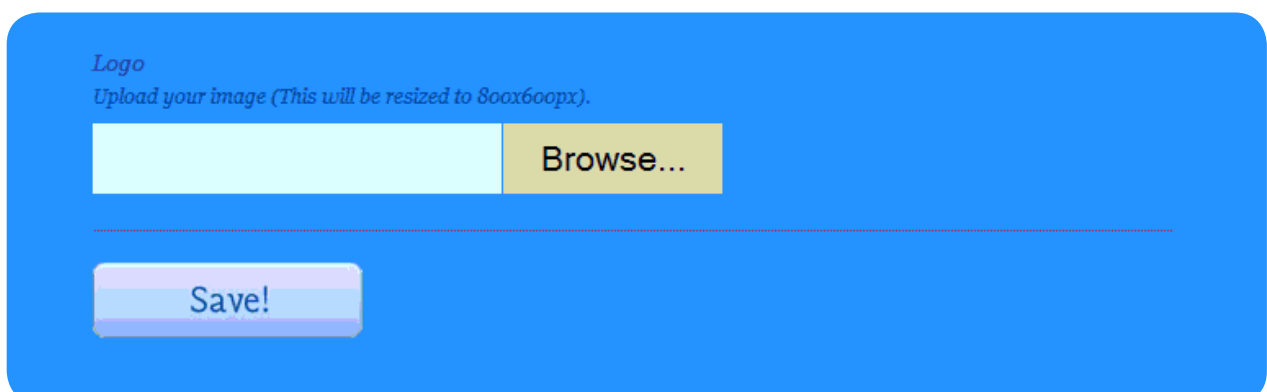 Logo
Upload your image (This will be resized to 800x600px).
Browse...
Save!